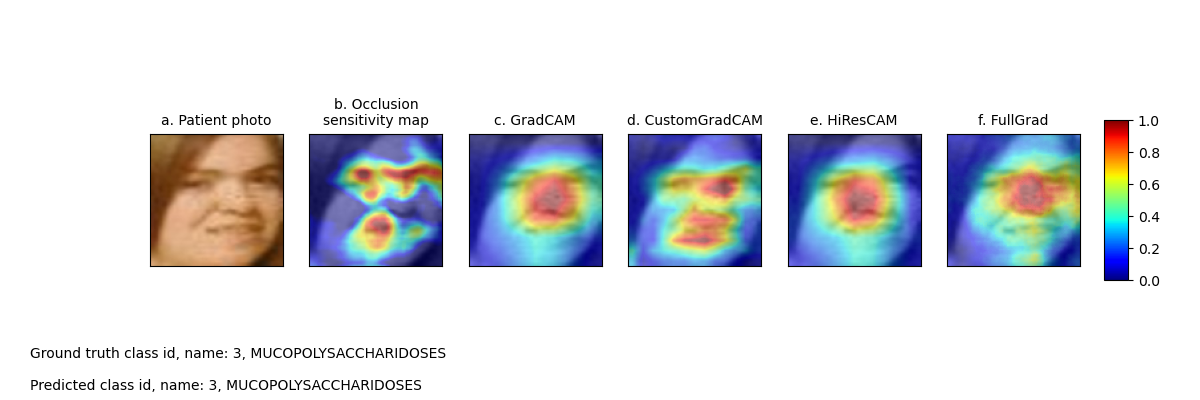 a. Patient photo
b. Occlusion
sensitivity map
c. GradCAM
d. CustomGradCAM
e. HiResCAM
f. FullGrad
1.0
0.8
0.6
0.4
0.2
0.0
Ground truth class id, name: 3, MUCOPOLYSACCHARIDOSES
Predicted class id, name: 3, MUCOPOLYSACCHARIDOSES